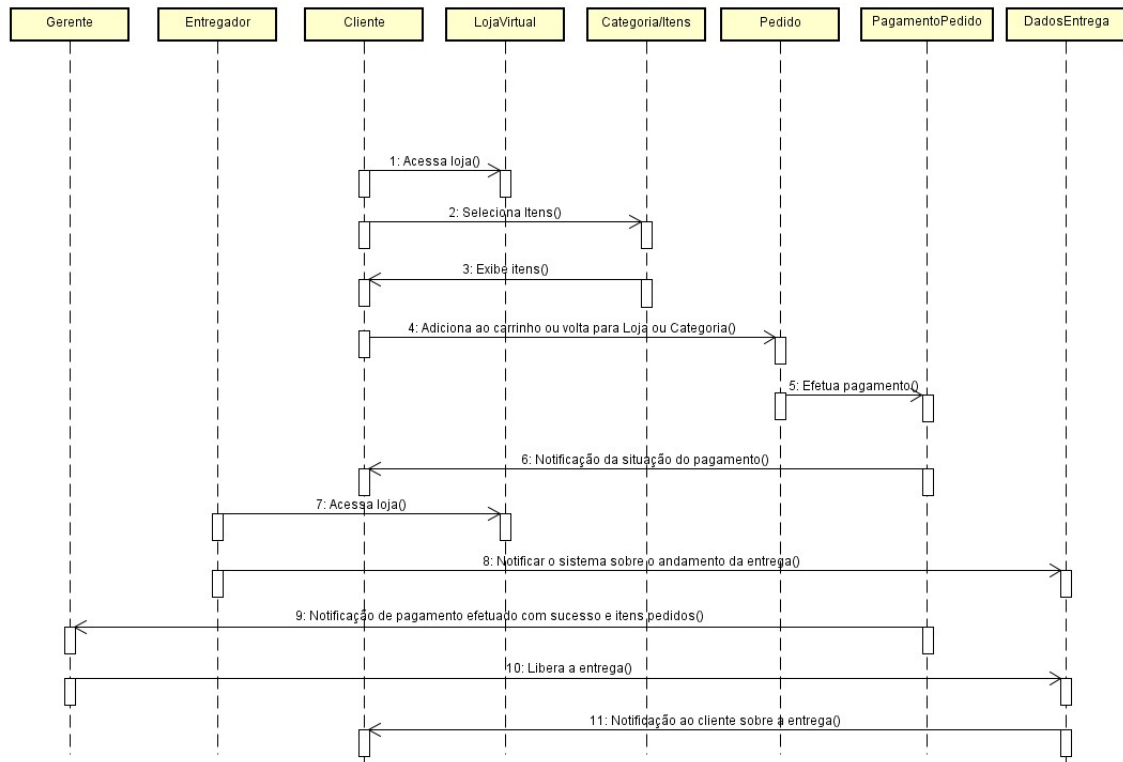 Gerente
Entregador
Cliente
LojaVirtual
Categoria/Itens
Pedido
PagamentoPedido
DadosEntrega
1: Acessa loja()
2: Seleciona Itens()
3: Exibe itens()
4: Adiciona ao carrinho ou volta para Loja ou Categoria()
5: Efetua pagamento()
6: Notificação da situação do pagamento()
7: Acessa loja()
8: Notificar o sistema sobre o andamento da entrega()
9: Notificação de pagamento efetuado com sucesso e itens pedidos()
10: Libera a entrega()
11: Notificação ao cliente sobre a entrega()